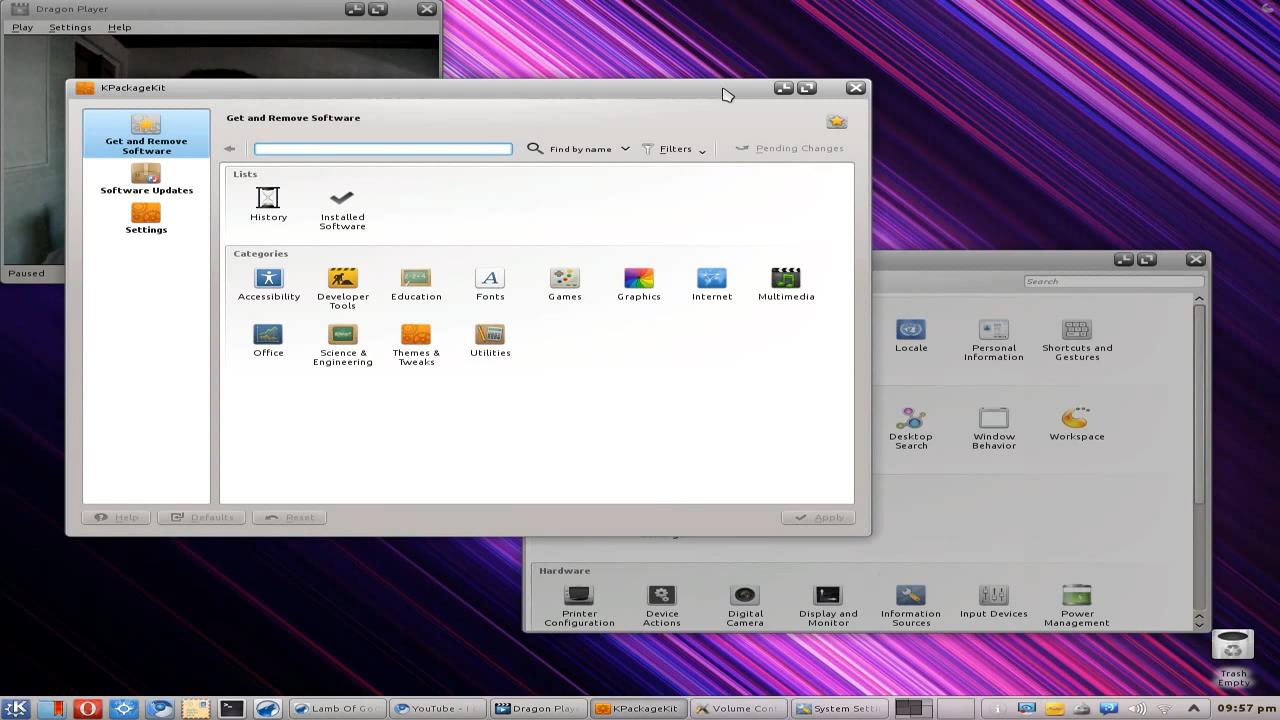 Dragon Player
Play Settings Help
Paused
KPackageKit
Get and Remove Software
Software Updates
Settings
Get and Remove Software
Find by name
Filters
Pending Changes
Lists
History
Installed Software
Categories
Accessibility
Developer Tools
Education
Fonts
Games
Graphics
Internet
Multimedia
Office
Science & Engineering
Themes & Tweaks
Utilities
Help
Defaults
Reset
Apply
Search
Locale
Personal Information
Shortcuts and Gestures
Desktop Search
Window Behavior
Workspace
Hardware
Printer Configuration
Device Actions
Digital Camera
Display and Monitor
Information Sources
Input Devices
Power Management
Trash
Empty
Lamb Of Go
YouTube -
Dragon Playe
KPackageKit
Volume Cont
System Setti
09:57 pm